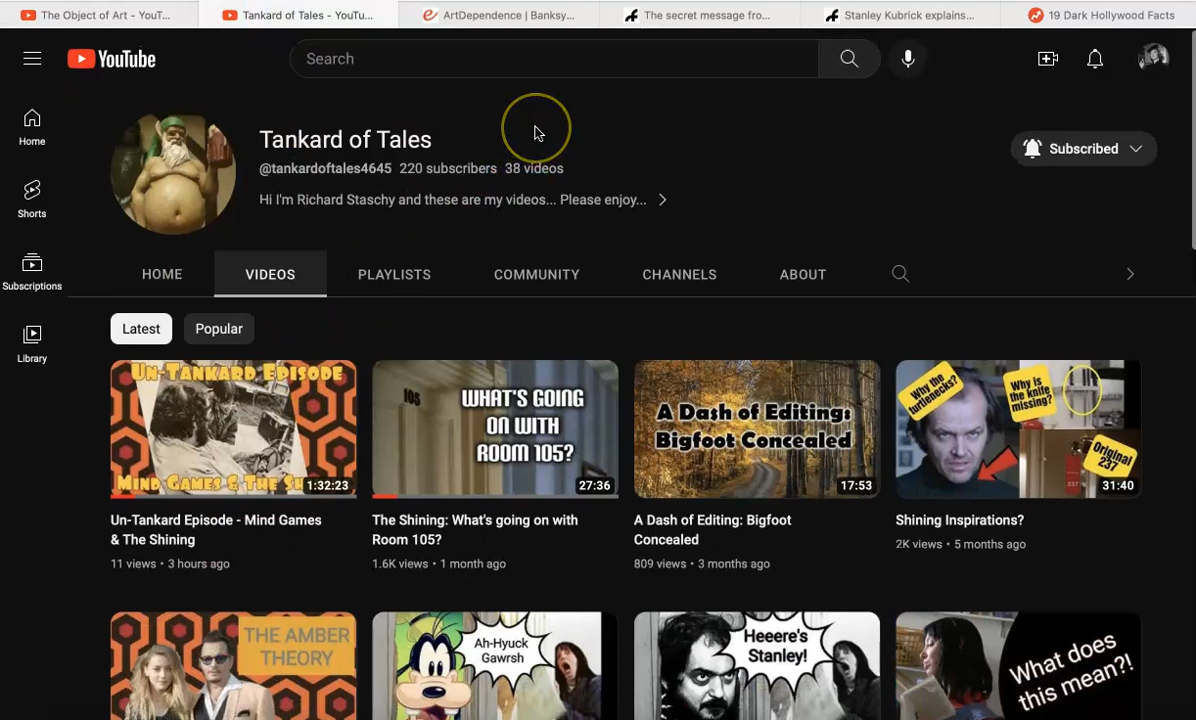 The Object of Art - YouT...
Tankard of Tales - YouTu...
ArtDependence | Banksy...
The secret message fro...
Stanley Kubrick explains...
19 Dark Hollywood Facts
YouTube
Search
Home
Shorts
Subscriptions
Library
Tankard of Tales
@tankardoftales4645 220 subscribers 38 videos
Hi I'm Richard Staschy and these are my videos... Please enjoy...
Subscribed
HOME
VIDEOS
PLAYLISTS
COMMUNITY
CHANNELS
ABOUT
Latest
Popular
UN-TANKARD EPISODE
MIND GAMES & THE SH
1:32:23
Un-Tankard Episode - Mind Games
& The Shining
11 views • 3 hours ago
105
WHAT'S GOING
ON WITH
ROOM 105?
27:36
The Shining: What's going on with
Room 105?
1.6K views • 1 month ago
A Dash of Editing:
Bigfoot Concealed
17:53
A Dash of Editing: Bigfoot
Concealed
809 views • 3 months ago
Why the
turtlenecks?
Why is
the knife
missing?
Original
237
31:40
Shining Inspirations?
2K views • 5 months ago
THE AMBER
THEORY
Ah-Hyuck
Gawrsh
Heeere's
Stanley!
What does
this mean?!